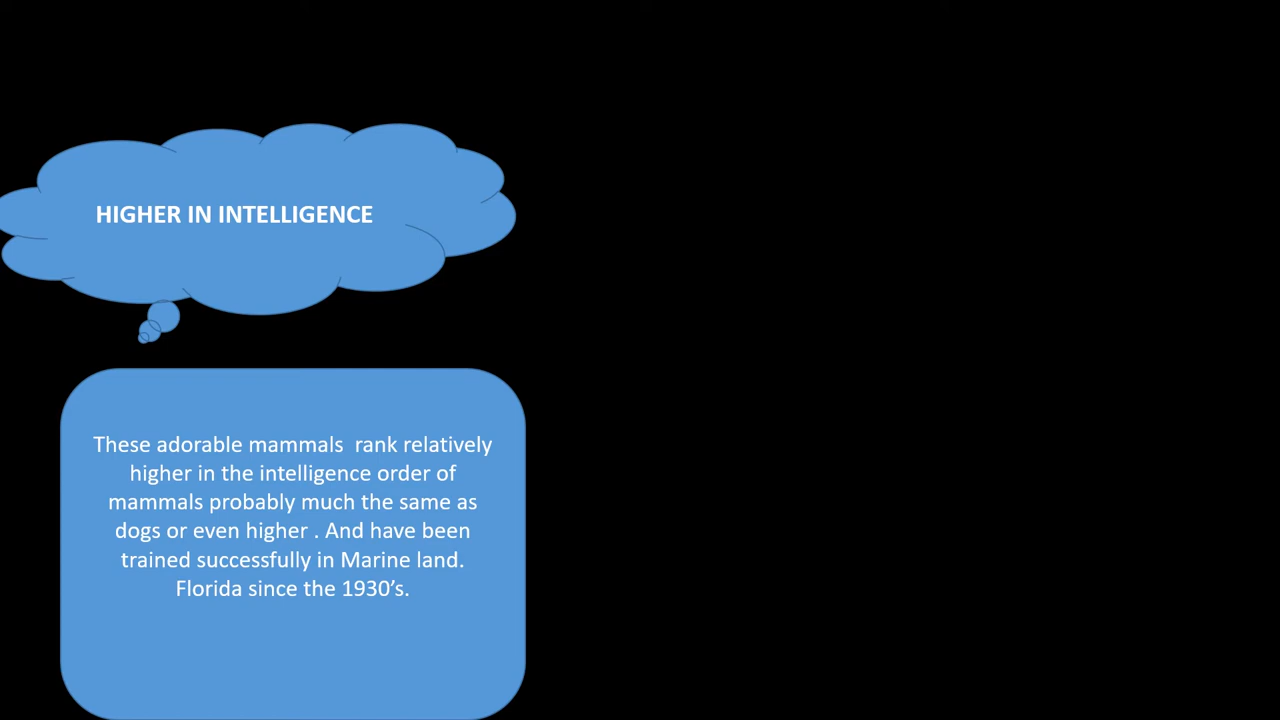 HIGHER IN INTELLIGENCE
These adorable mammals  rank relatively
higher in the intelligence order of
mammals probably much the same as
dogs or even higher . And have been
trained successfully in Marine land.
Florida since the 1930’s.